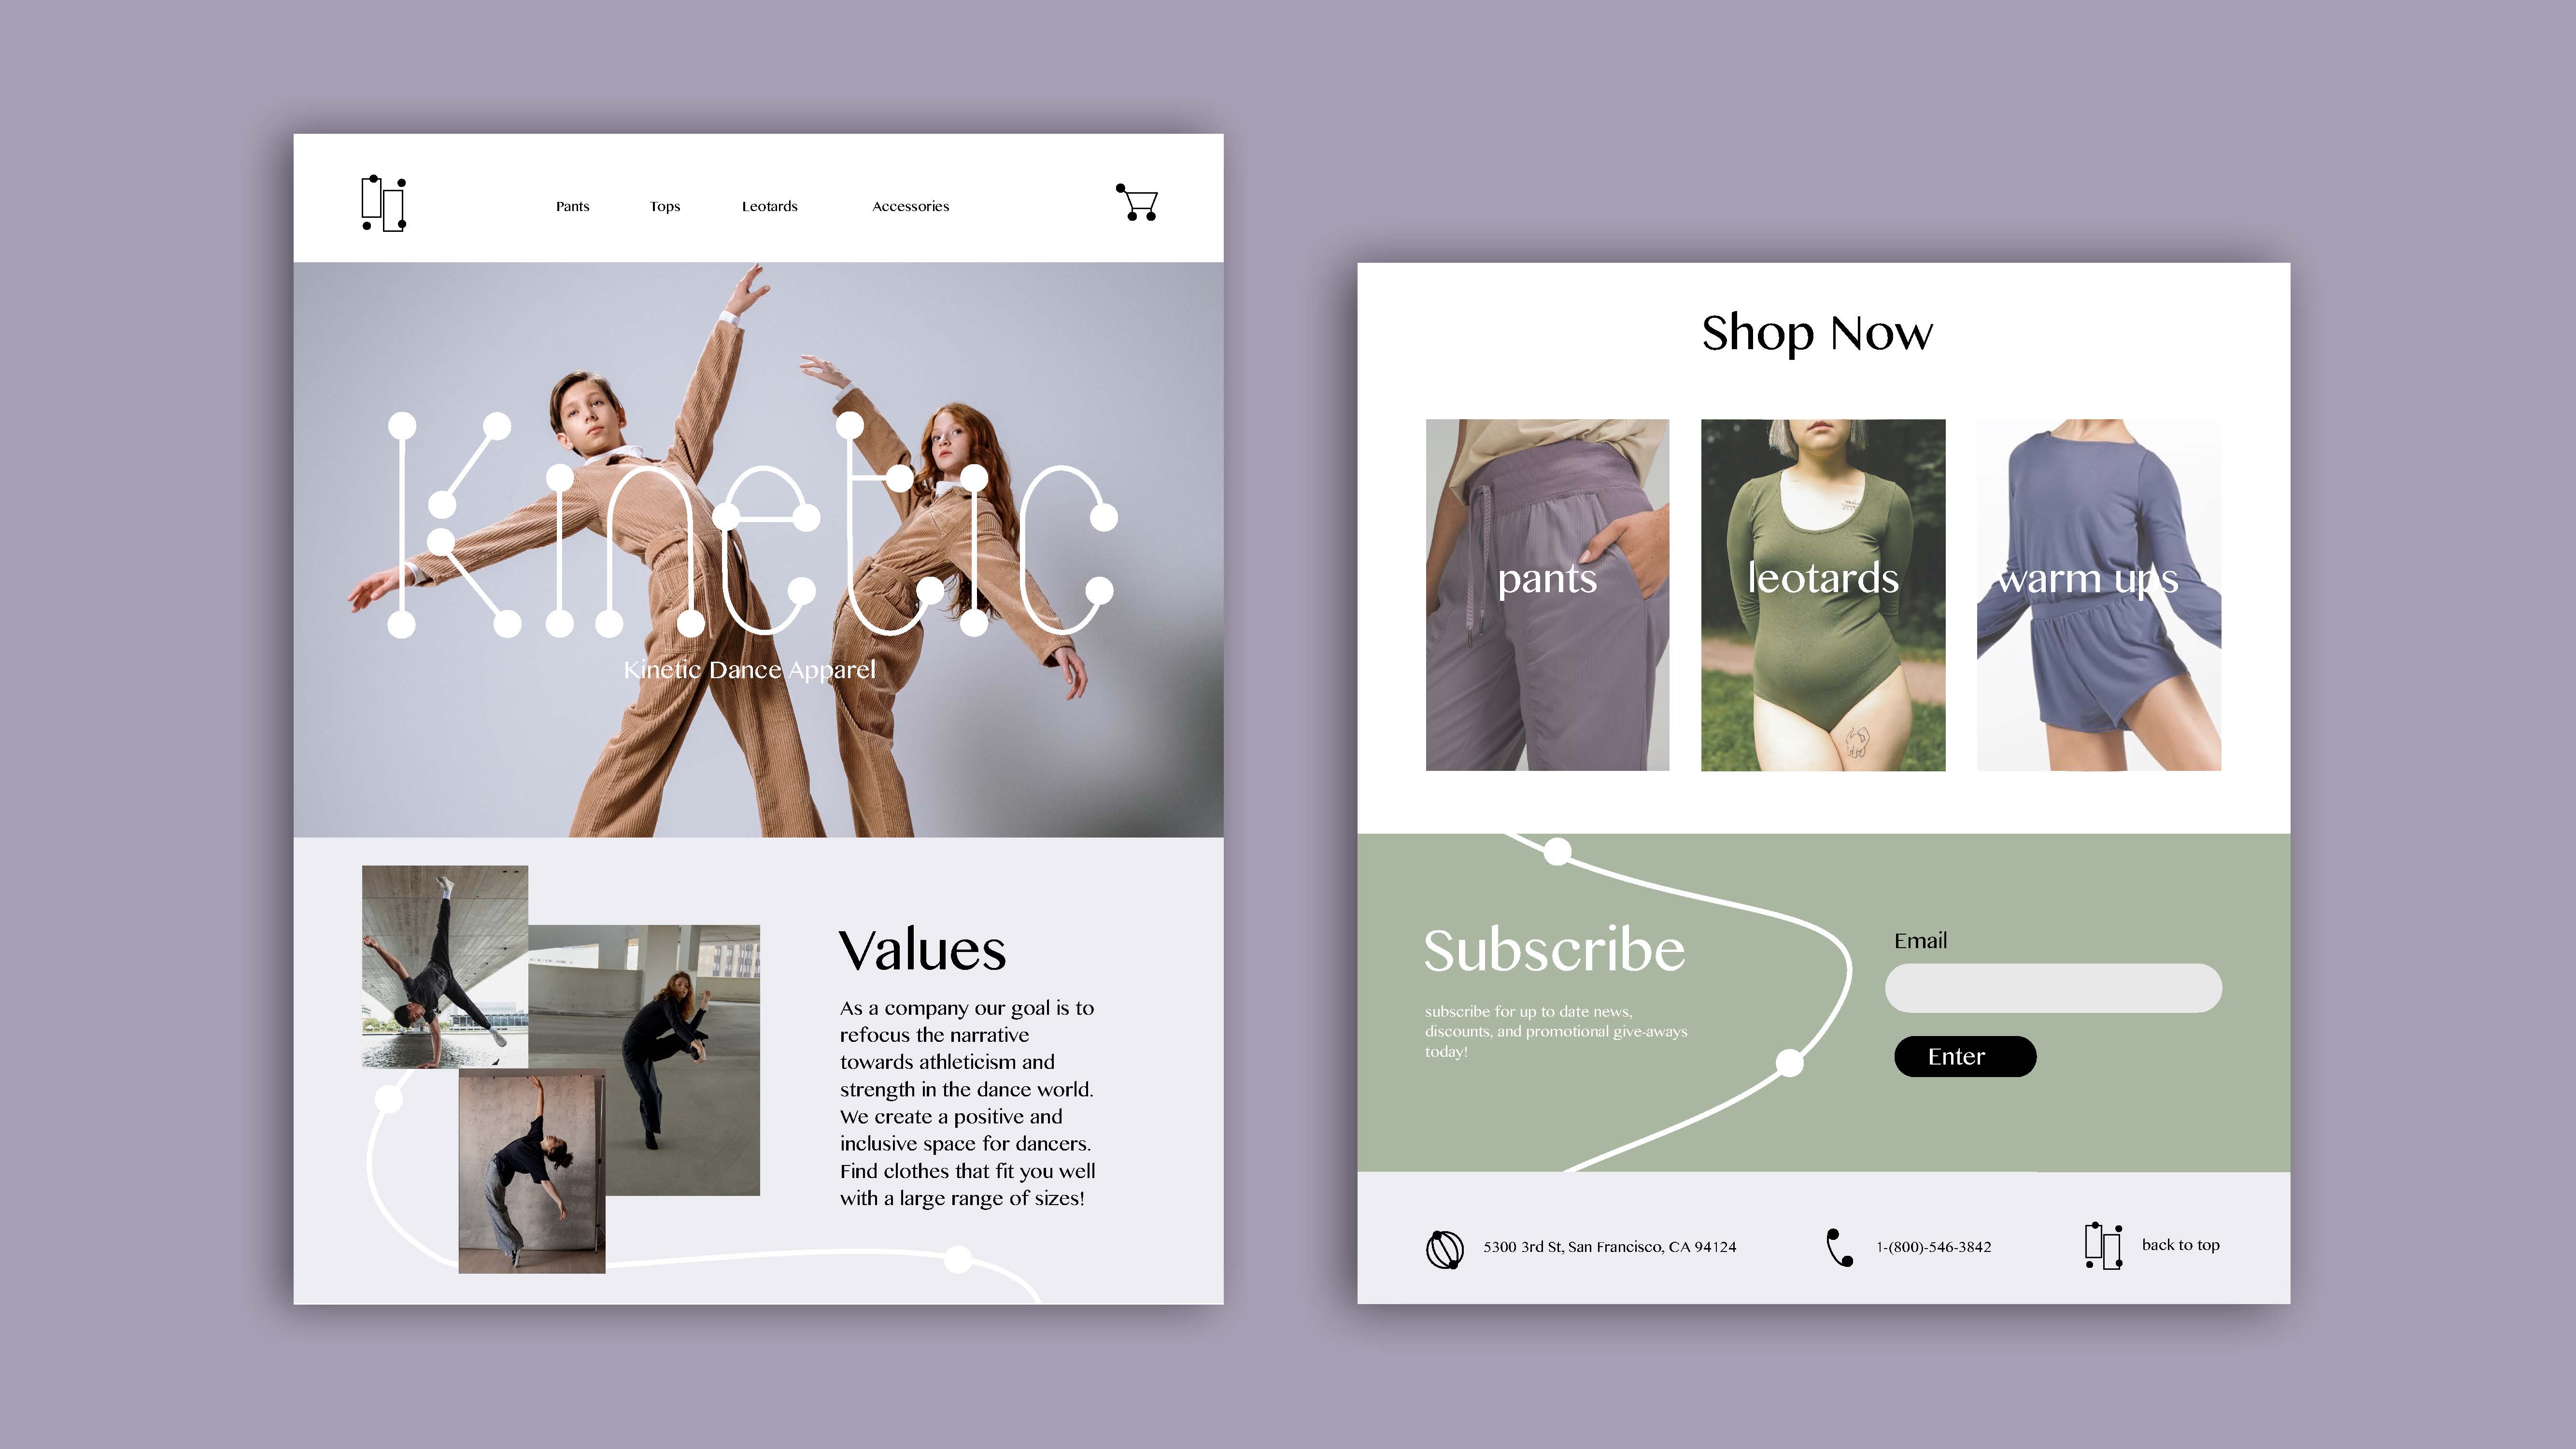 Pants Tops Leotards Accessories
Kinetic
Kinetic Dance Apparel
Values
As a company our goal is to
refocus the narrative
towards athleticism and
strength in the dance world.
We create a positive and
inclusive space for dancers.
Find clothes that fit you well
with a large range of sizes!
Shop Now
pants
leotards
warm ups
Subscribe
subscribe for up to date news,
discounts, and promotional give-aways
today!
Email
Enter
5300 3rd St, San Francisco, CA 94124
1-(800)-546-3842
back to top